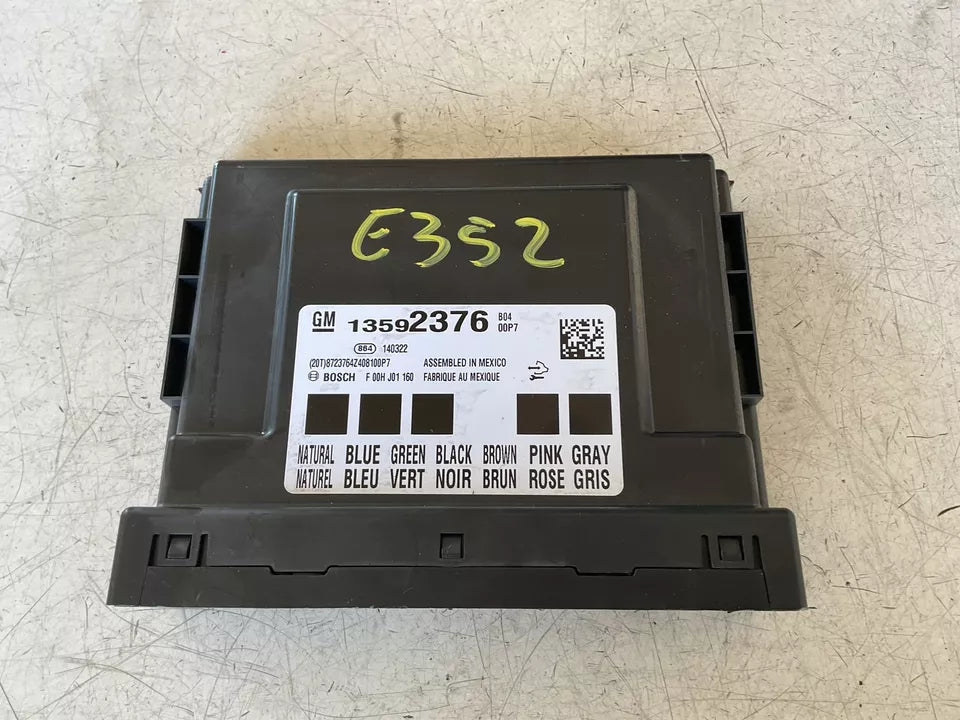 E352
GM 13592376 B04 00P7
864 140322
(20T)8723764Z408100P7 ASSEMBLED IN MEXICO
BOSCH F 00H J01 160 FABRIQUE AU MEXIQUE
NATURAL BLUE GREEN BLACK BROWN PINK GRAY
NATUREL BLEU VERT NOIR BRUN ROSE GRIS